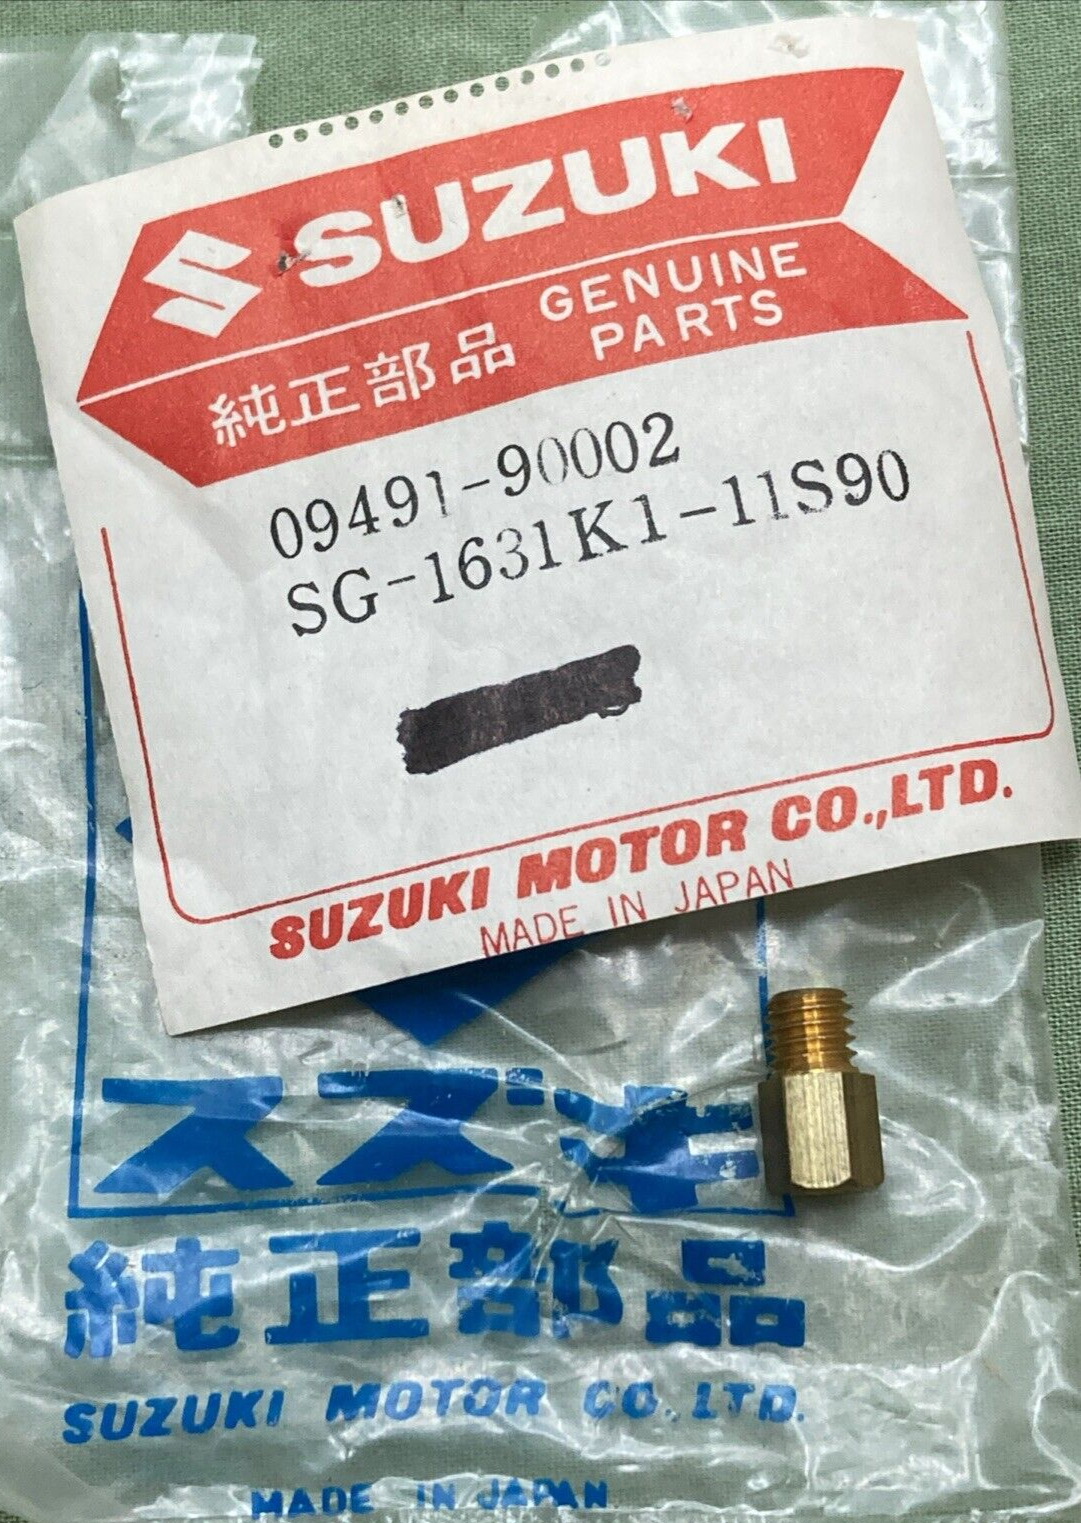 SUZUKI
純正部品 GENUINE PARTS
09491-90002
SG-1631K1-11S90
SUZUKI MOTOR CO.,LTD.
MADE IN JAPAN
スズキ
純正部品
SUZUKI MOTOR CO.,LTD.
MADE IN JAPAN